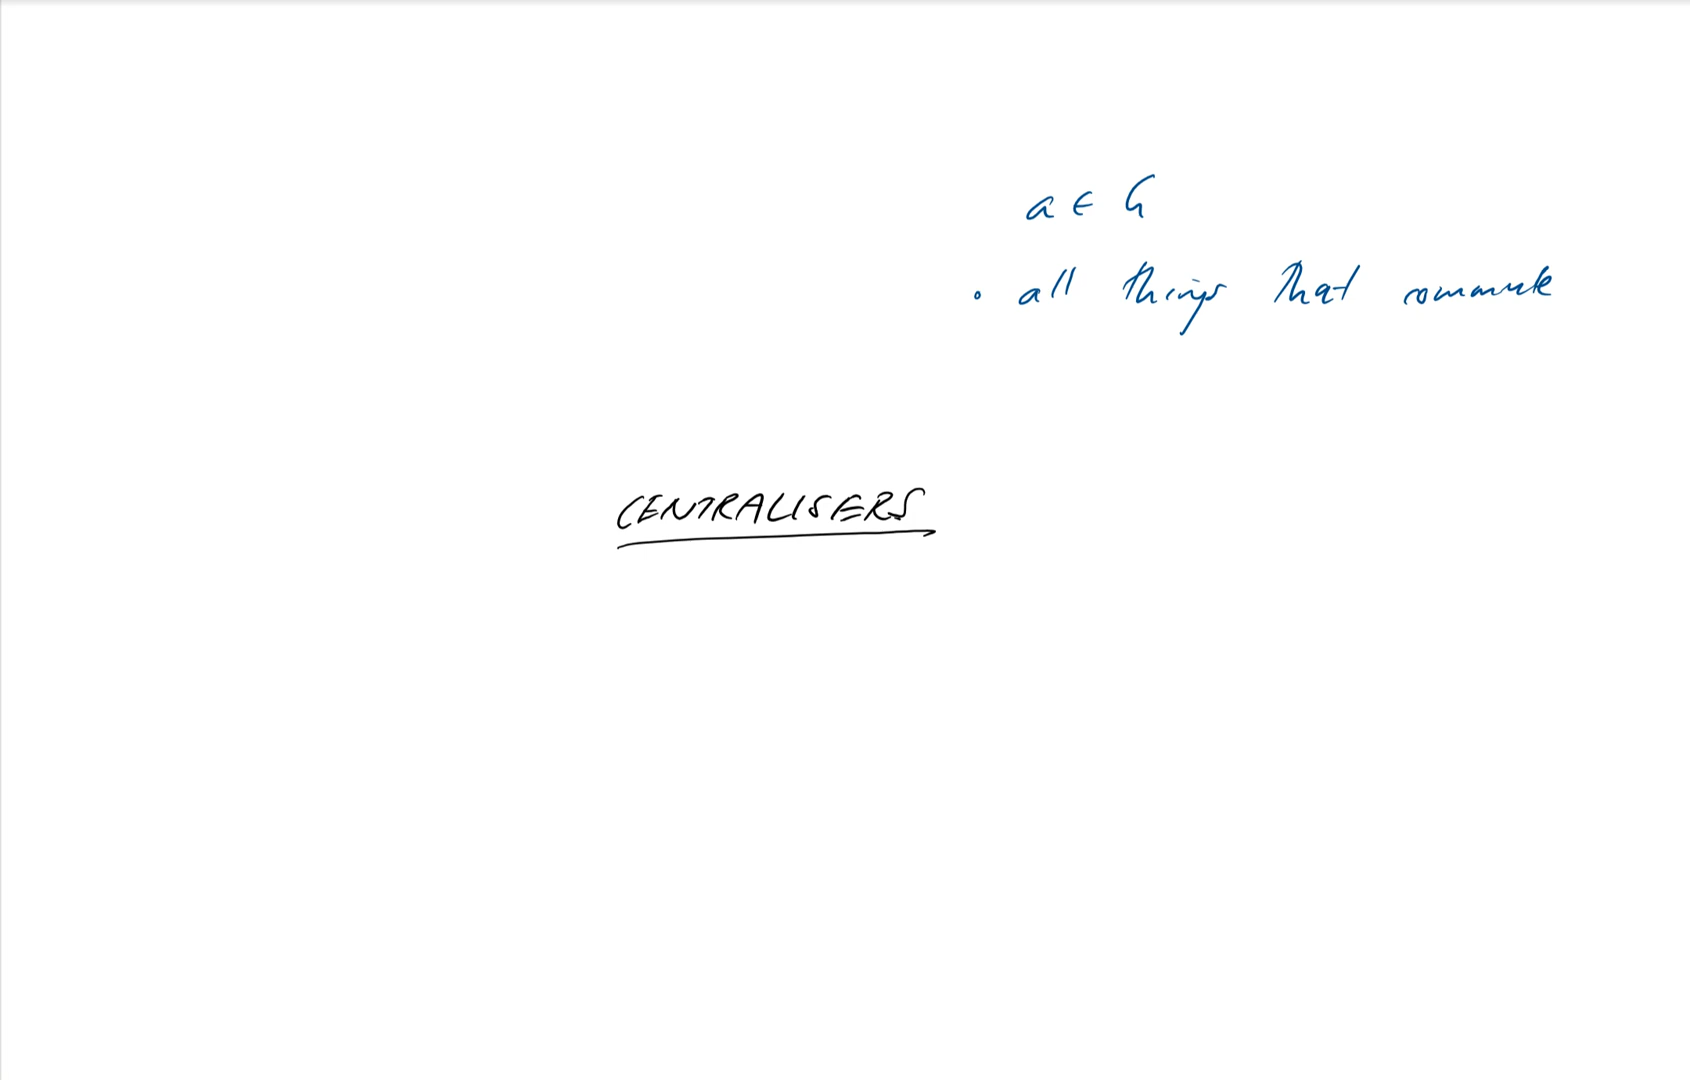 a ∈ G
• all things that commute
CENTRALISERS